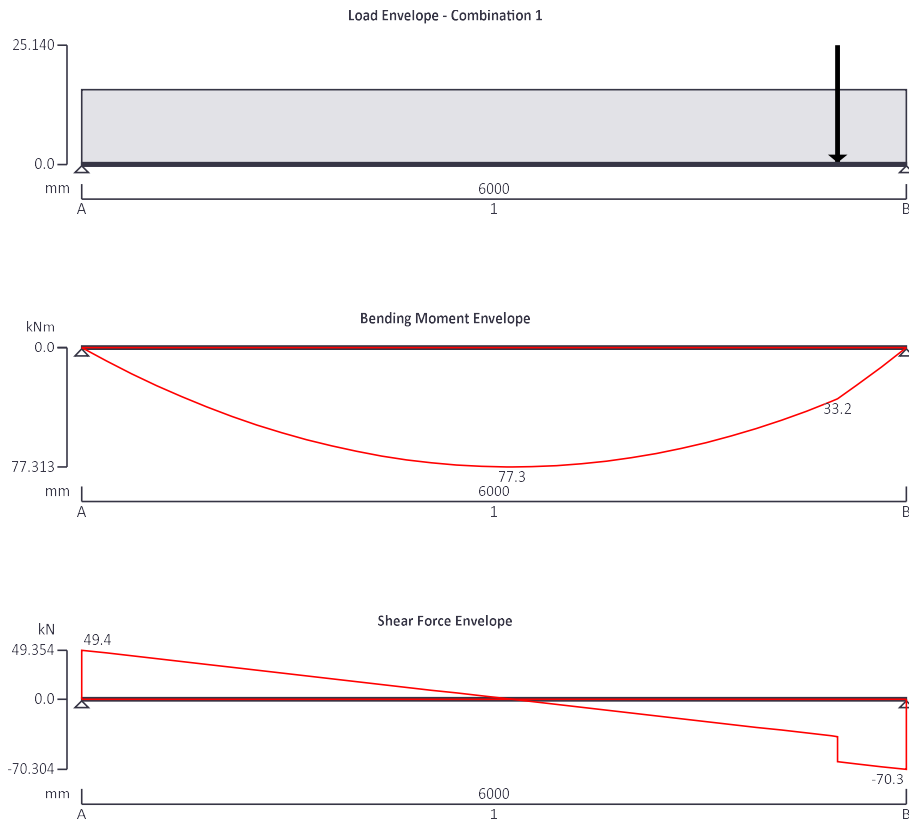 Load Envelope - Combination 1
25.140
0.0
mm
6000
A
1
B
Bending Moment Envelope
kNm
0.0
33.2
77.313
77.3
mm
6000
A
1
B
Shear Force Envelope
kN
49.4
49.354
0.0
-70.304
-70.3
mm
6000
A
1
B